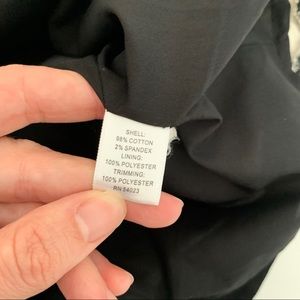 SHELL:
98% COTTON
2% SPANDEX
LINING:
100% POLYESTER
TRIMMING:
100% POLYESTER
RN 54023